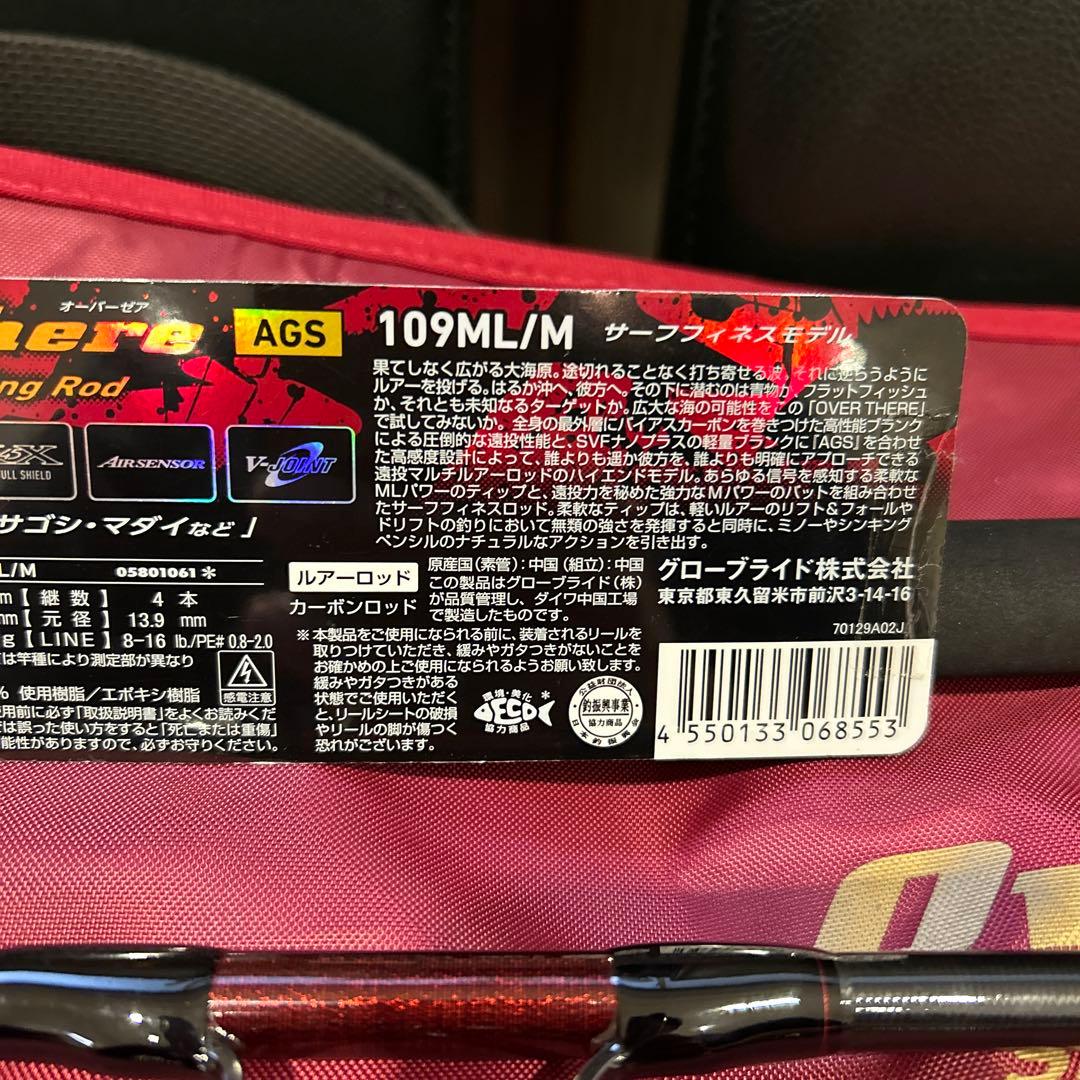 オーバーゼア
here AGS 109ML/M サーフフィネスモデル
ng Rod
果てしなく広がる大海原。途切れることなく打ち寄せる波。それに逆らうように
ルアーを投げる。はるか沖へ、彼方へ。その下に潜むのは青物か、フラットフィッシュ
か、それとも未知なるターゲットか。広大な海の可能性をこの「OVER THERE」
で試してみないか。全身の最外層にバイアスカーボンを巻きつけた高性能ブランク
による圧倒的な遠投性能と、SVFナノプラスの軽量ブランクに「AGS」を合わせ
た高感度設計によって、誰よりも遥か彼方を、誰よりも明確にアプローチできる
遠投マルチルアーロッドのハイエンドモデル。あらゆる信号を感知する柔軟な
MLパワーのティップと、遠投力を秘めた強力なMパワーのバットを組み合わせ
たサーフフィネスロッド。柔軟なティップは、軽いルアーのリフト&フォールや
ドリフトの釣りにおいて無類の強さを発揮すると同時に、ミノーやシンキング
ペンシルのナチュラルなアクションを引き出す。
45X
ULL SHIELD
AIRSENSOR
V-JOINT
サゴシ・マダイなど 」
L/M 05801061*
m【 継 数 】 4 本
mm【 元 径 】 13.9 mm
g【 LINE 】 8-16 lb./PE# 0.8-2.0
は竿種により測定部が異なり
% 使用樹脂/エポキシ樹脂
感電注意
使用前に必ず「取扱説明書」をよくお読みくだ
は誤った使い方をすると「死亡または重傷」
能性がありますので、必ずお守りください。
ルアーロッド
カーボンロッド
原産国(素管):中国(組立):中国
この製品はグローブライド(株)
が品質管理し、ダイワ中国工場
で製造したものです。
グローブライド株式会社
東京都東久留米市前沢3-14-16
70129A02J
※本製品をご使用になられる前に、装着されるリールを
取りつけていただき、緩みやガタつきがないことを
お確かめの上ご使用になられるようお願い致します。
緩みやガタつきがある
状態でご使用いただく
と、リールシートの破損
やリールの脚が傷つく
恐れがございます。
環境・美化 *
ECO
協力商品
公益財団法人
釣振興事業
協力商品
日本釣振興会
4 550133 068553
Ov